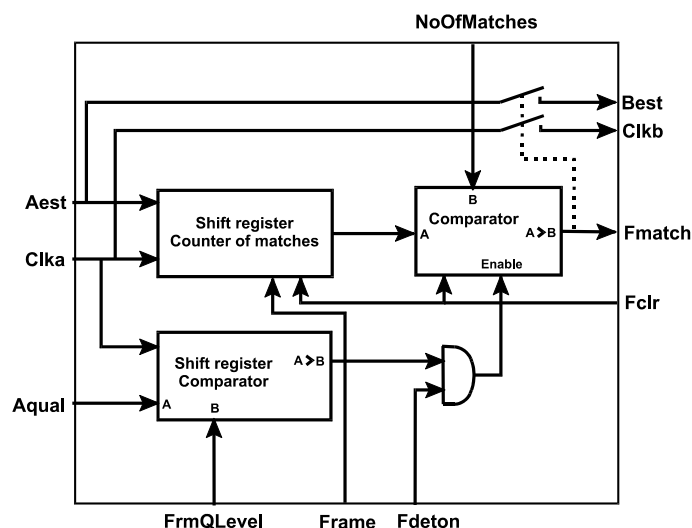 NoOfMatches
Best
Clkb
Aest
Shift register
Counter of matches
B
Comparator
A
A>B
Fmatch
Clka
Enable
Fclr
Shift register
Comparator
A>B
Aqual
A
B
FrmQLevel
Frame
Fdeton